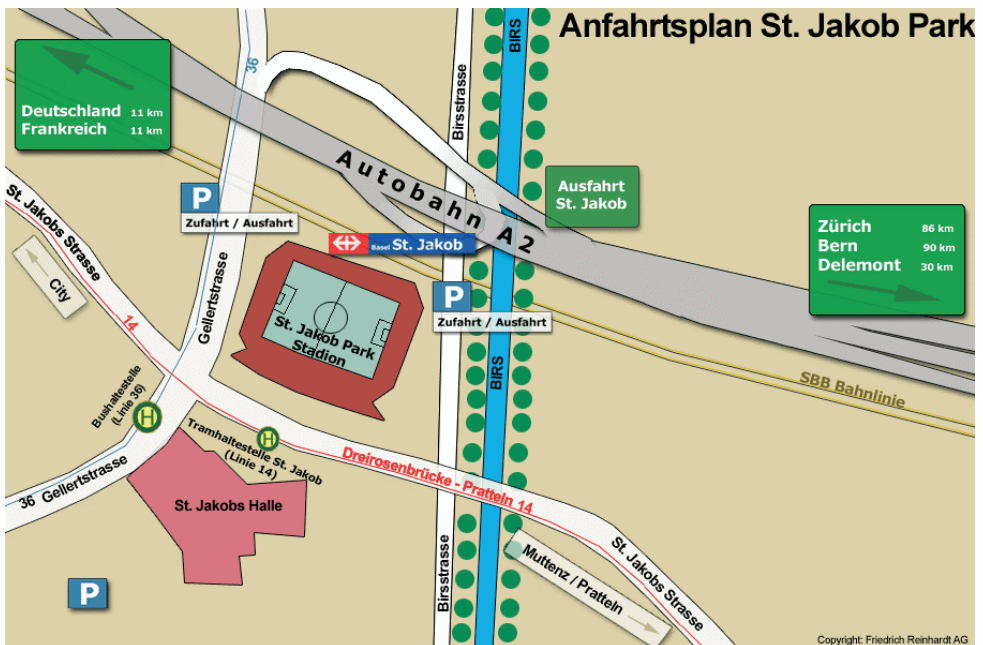 Anfahrtsplan St. Jakob Park
BIRS
36
Birsstrasse
Deutschland 11 km
Frankreich 11 km
Autobahn A2
Ausfahrt
St. Jakob
P
Zufahrt / Ausfahrt
St. Jakobs Strasse
Basel St. Jakob
Zürich 86 km
Bern 90 km
Delemont 30 km
City
Gellertstrasse
P
Zufahrt / Ausfahrt
14
St. Jakob Park
Stadion
BIRS
SBB Bahnlinie
Bushaltestelle
(Linie 36)
H
H
Tramhaltestelle St. Jakob
(Linie 14)
Dreirosenbrücke - Pratteln 14
36 Gellertstrasse
St. Jakobs Halle
Birsstrasse
Muttenz / Pratteln
St. Jakobs Strasse
P
Copyright: Friedrich Reinhardt AG